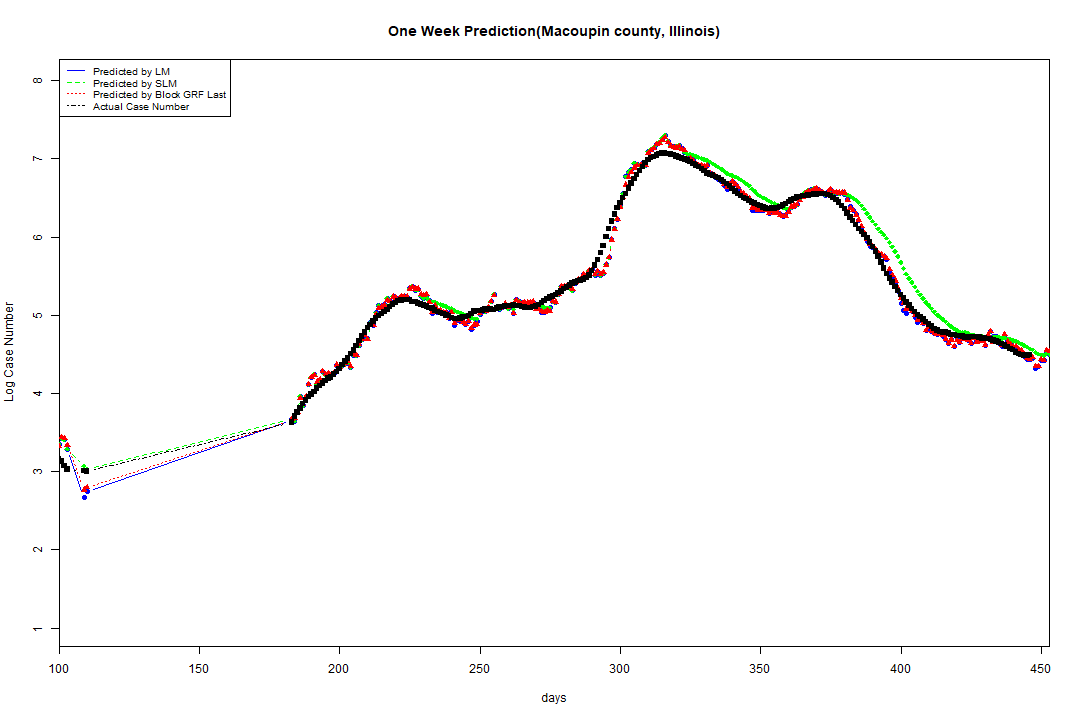 One Week Prediction(Macoupin county, Illinois)
Predicted by LM
Predicted by SLM
Predicted by Block GRF Last
Actual Case Number
8
7
6
5
4
3
2
1
Log Case Number
100 150 200 250 300 350 400 450
days